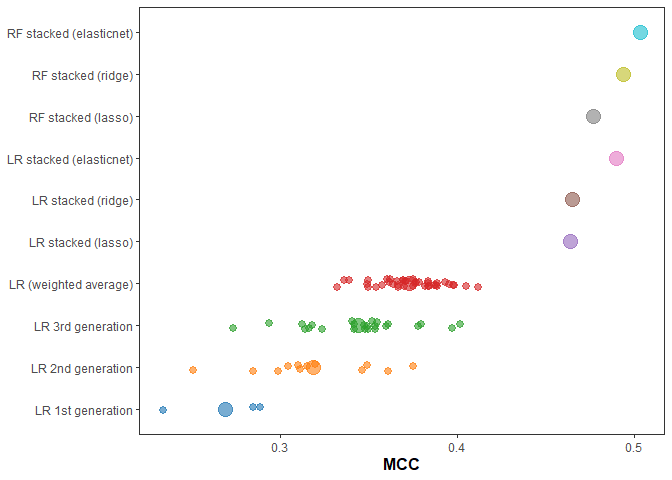 RF stacked (elasticnet)
RF stacked (ridge)
RF stacked (lasso)
LR stacked (elasticnet)
LR stacked (ridge)
LR stacked (lasso)
LR (weighted average)
LR 3rd generation
LR 2nd generation
LR 1st generation
0.3 0.4 0.5
MCC